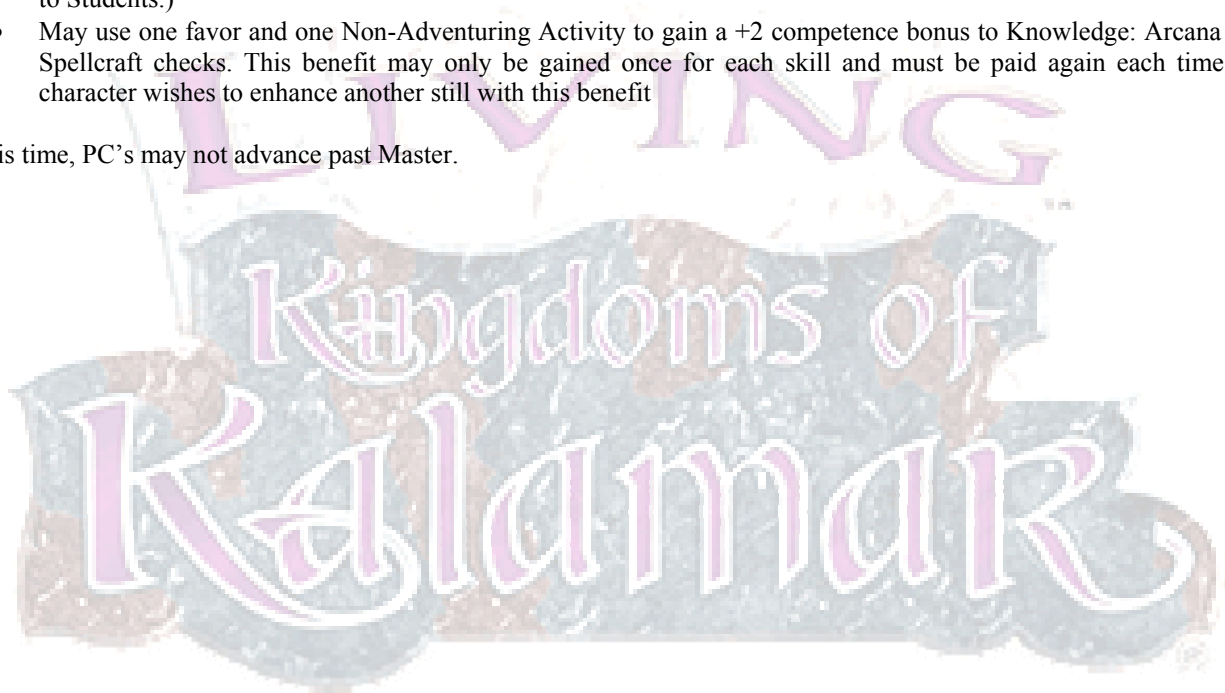 to Students.)
• May use one favor and one Non-Adventuring Activity to gain a +2 competence bonus to Knowledge: Arcana
Spellcraft checks. This benefit may only be gained once for each skill and must be paid again each time
character wishes to enhance another still with this benefit
is time, PC's may not advance past Master.
LIVING
Kingdoms of
KalamaR